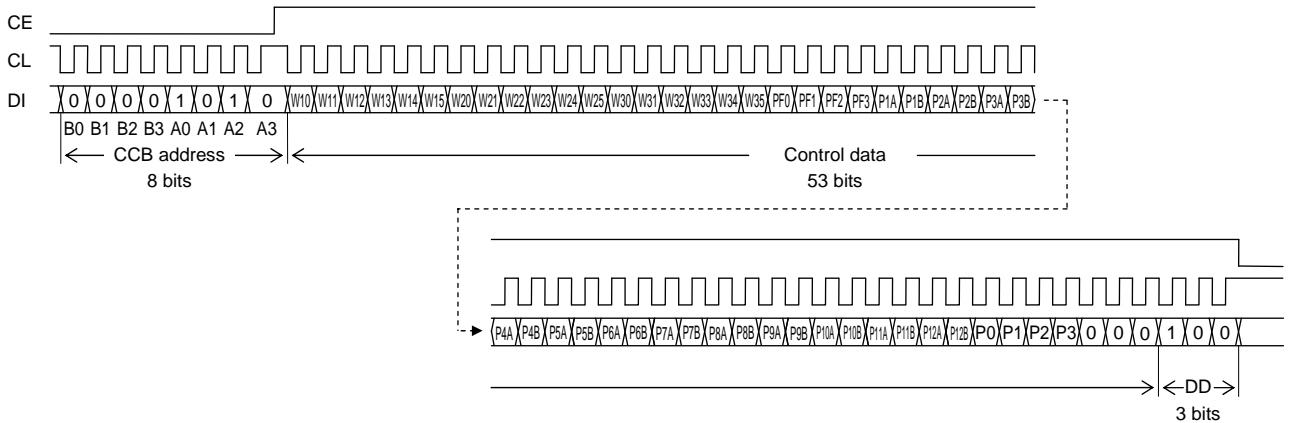 CE
CL
DI 0 0 0 0 1 0 1 0 W10 W11 W12 W13 W14 W15 W20 W21 W22 W23 W24 W25 W30 W31 W32 W33 W34 W35 PF0 PF1 PF2 PF3 P1A P1B P2A P2B P3A P3B
B0 B1 B2 B3 A0 A1 A2 A3
CCB address Control data
8 bits 53 bits
P4A P4B P5A P5B P6A P6B P7A P7B P8A P8B P9A P9B P10A P10B P11A P11B P12A P12B P0 P1 P2 P3 0 0 0 1 0 0
DD
3 bits